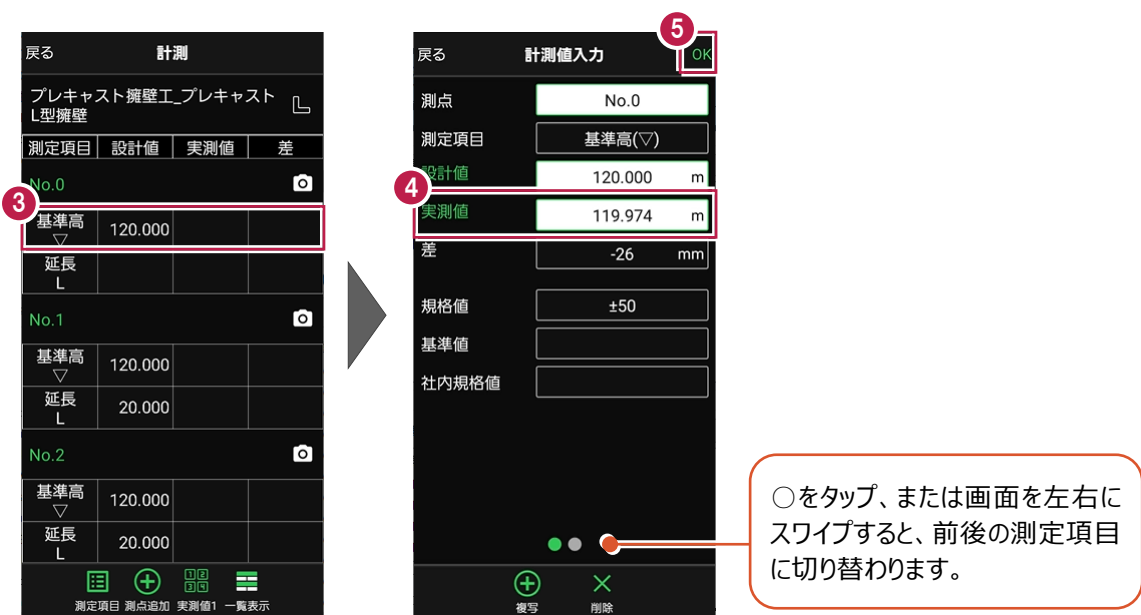 戻る 計測
プレキャスト擁壁工_プレキャスト
L型擁壁
測定項目 設計値 実測値 差
No.0
3
基準高
▽ 120.000
延長
L
No.1
基準高
▽ 120.000
延長
L 20.000
No.2
基準高
▽ 120.000
延長
L 20.000
測定項目 測点追加 実測値1 一覧表示
5
戻る 計測値入力 OK
測点 No.0
測定項目 基準高(▽)
設計値 120.000 m
4
実測値 119.974 m
差 -26 mm
規格値 ±50
基準値
社内規格値
複写 削除
○をタップ、または画面を左右に
スワイプすると、前後の測定項目
に切り替わります。